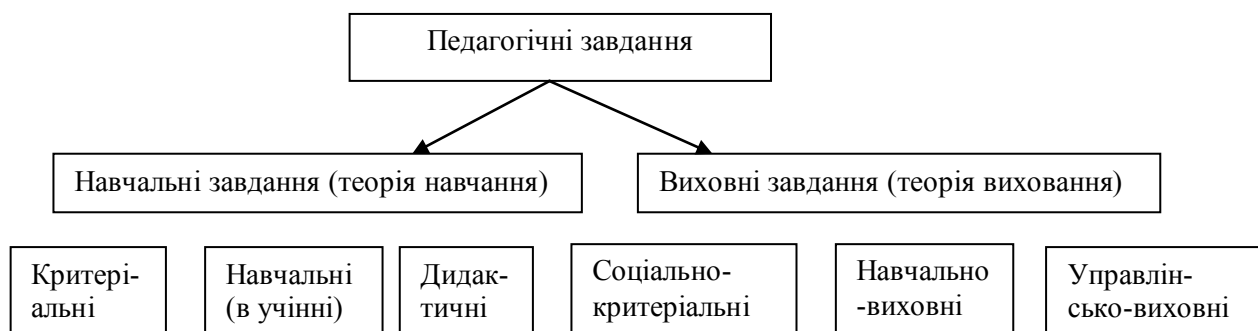 Педагогічні завдання
Навчальні завдання (теорія навчання)
Виховні завдання (теорія виховання)
Критері-
альні
Навчальні
(в учінні)
Дидак-
тичні
Соціально-
критеріальні
Навчально
-виховні
Управлін-
сько-виховні